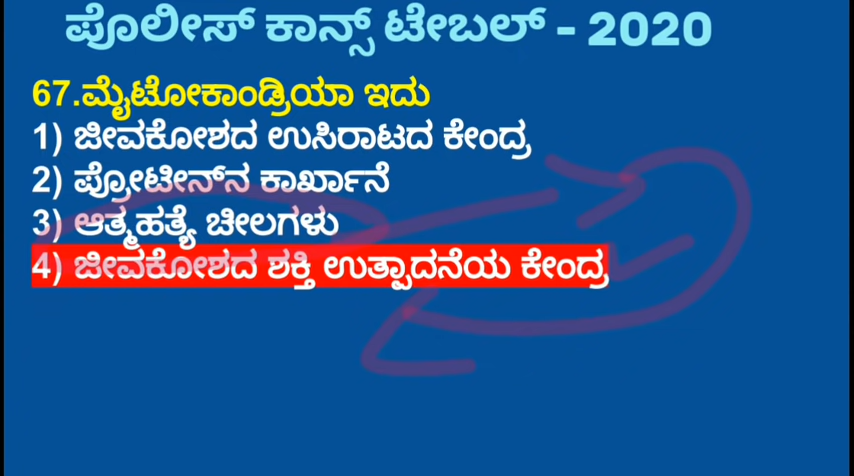 ಪೊಲೀಸ್ ಕಾನ್ಸ್ ಟೇಬಲ್ - 2020
67.ಮೈಟೋಕಾಂಡ್ರಿಯಾ ಇದು
1) ಜೀವಕೋಶದ ಉಸಿರಾಟದ ಕೇಂದ್ರ
2) ಪ್ರೋಟೀನ್‌ನ ಕಾರ್ಖಾನೆ
3) ಆತ್ಮಹತ್ಯೆ ಚೀಲಗಳು
4) ಜೀವಕೋಶದ ಶಕ್ತಿ ಉತ್ಪಾದನೆಯ ಕೇಂದ್ರ